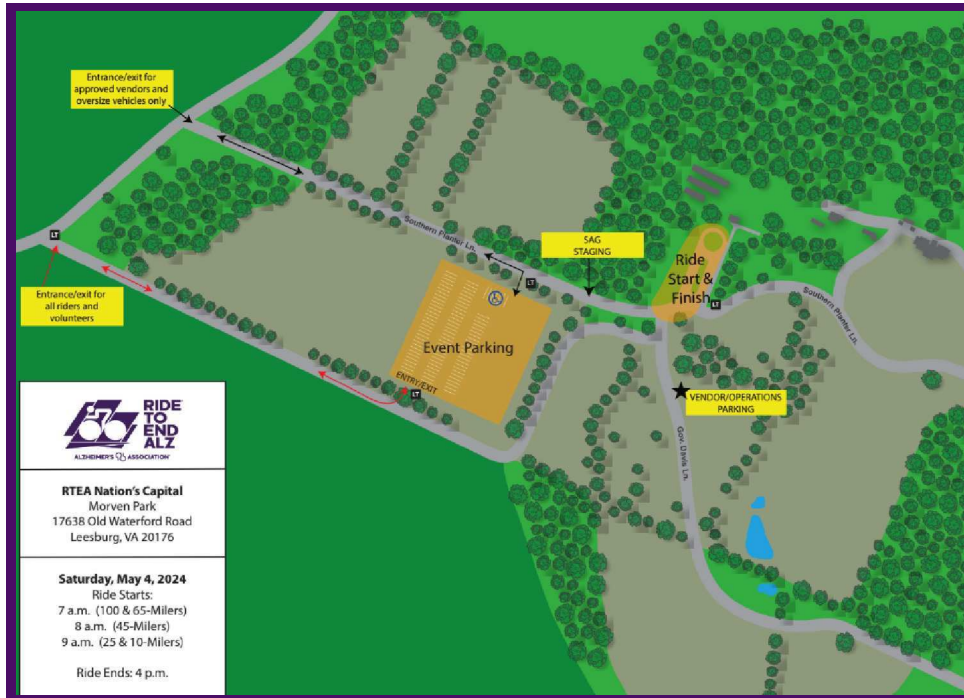 Entrance/exit for
approved vendors and
oversize vehicles only
LT
Southern Planter Ln.
SAG
STAGING
Ride
Start &
Finish
LT
LT
Southern Planter Ln.
Entrance/exit for
all riders and
volunteers
Event Parking
ENTRY/EXIT
LT
VENDOR/OPERATIONS
PARKING
Gov. Davis Ln.
RIDE
TO
END
ALZ
ALZHEIMER'S ASSOCIATION
RTEA Nation's Capital
Morven Park
17638 Old Waterford Road
Leesburg, VA 20176
Saturday, May 4, 2024
Ride Starts:
7 a.m. (100 & 65-Milers)
8 a.m. (45-Milers)
9 a.m. (25 & 10-Milers)
Ride Ends: 4 p.m.